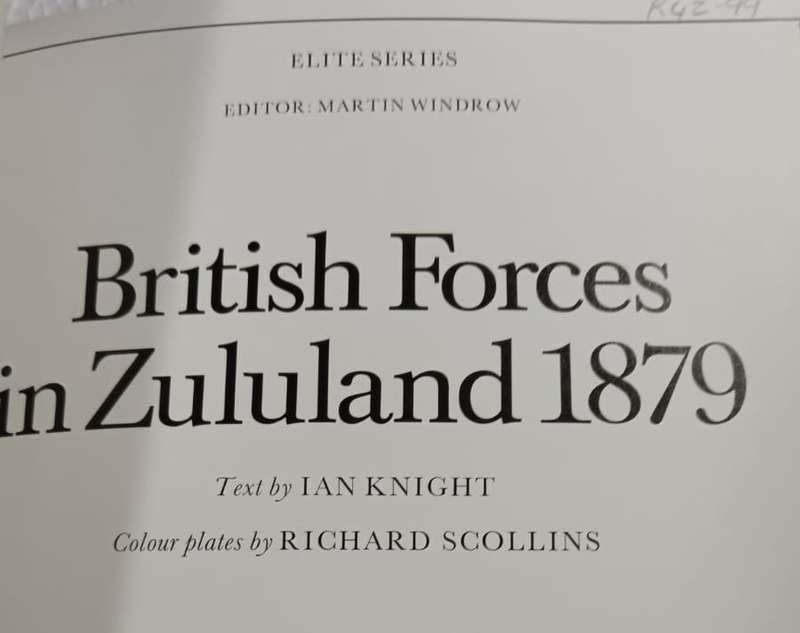 ELITE SERIES
EDITOR: MARTIN WINDROW
British Forces
in Zululand 1879
Text by IAN KNIGHT
Colour plates by RICHARD SCOLLINS